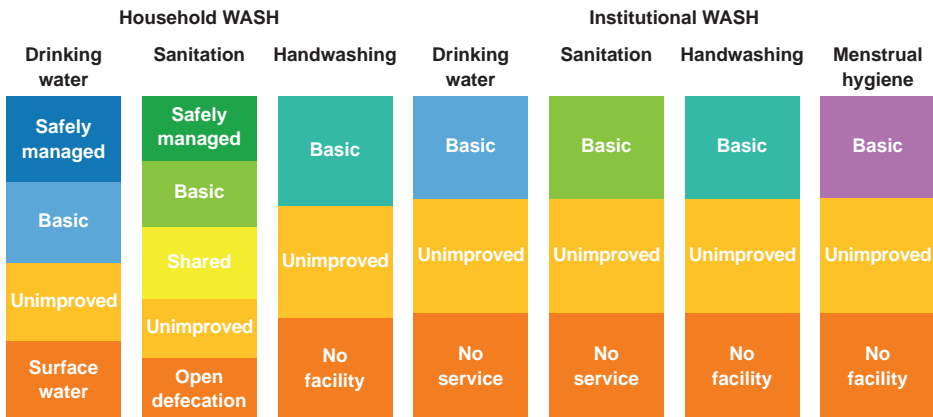 Household WASH
Institutional WASH
Drinking
water
Sanitation
Handwashing
Drinking
water
Sanitation
Handwashing
Menstrual
hygiene
Safely
managed
Basic
Unimproved
Surface
water
Safely
managed
Basic
Shared
Unimproved
Open
defecation
Basic
Unimproved
No
facility
Basic
Unimproved
No
service
Basic
Unimproved
No
service
Basic
Unimproved
No
facility
Basic
Unimproved
No
facility